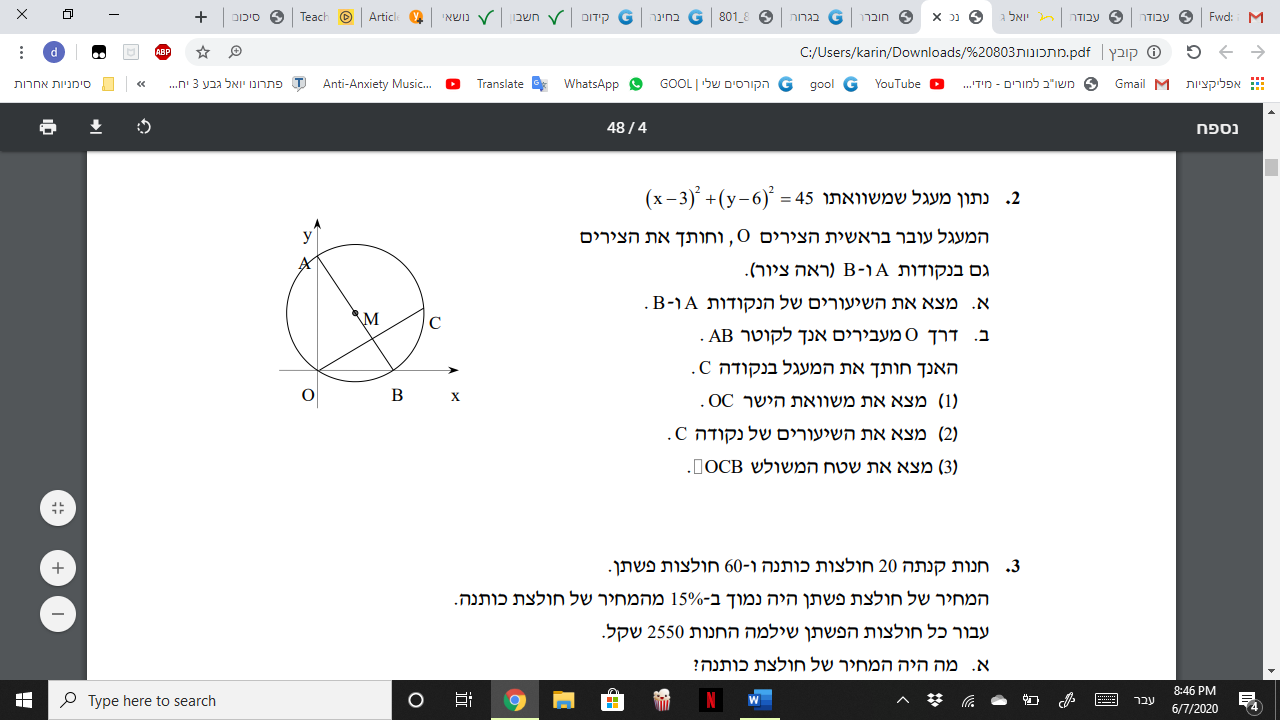 סיכום
Teach
Article
נושאי
חשבון
קידום
בחינה
בגרות
801_8
חוברת
נכ
יואל ג
עבודה
עבודה
Fwd:
d
ABP
C:/Users/karin/Downloads/%20803מתכונות.pdf
קובץ
אפליקציות
Gmail
משו"ב למורים - מידי...
YouTube
gool
הקורסים שלי | GOOL
WhatsApp
Translate
Anti-Anxiety Music...
פתרונו יואל גבע 3 יח...
»
סימניות אחרות
נספח
48 / 4
2. נתון מעגל שמשוואתו (x−3)² + (y−6)² = 45
המעגל עובר בראשית הצירים O, וחותך את הצירים
גם בנקודות A ו-B (ראה ציור).
א. מצא את השיעורים של הנקודות A ו-B.
ב. דרך O מעבירים אנך לקוטר AB.
האנך חותך את המעגל בנקודה C.
(1) מצא את משוואת הישר OC.
(2) מצא את השיעורים של נקודה C.
(3) מצא את שטח המשולש OCB.
y
A
M
C
O
B
x
3. חנות קנתה 20 חולצות כותנה ו-60 חולצות פשתן.
המחיר של חולצת פשתן היה נמוך ב-15% מהמחיר של חולצת כותנה.
עבור כל חולצות הפשתן שילמה החנות 2550 שקל.
א. מה היה המחיר של חולצת כותנה?
Type here to search
עבר
8:46 PM
6/7/2020
4